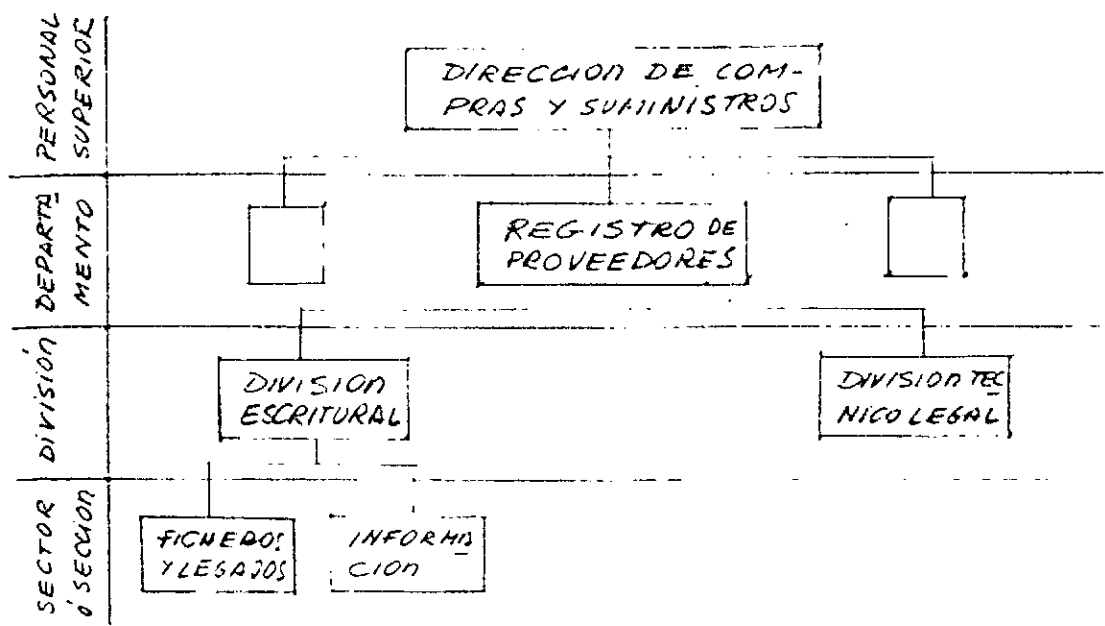 PERSONAL
SUPERIOR
DIRECCION DE COM-
PRAS Y SUMINISTROS
DEPARTA
MENTO
REGISTRO DE
PROVEEDORES
DIVISIÓN
DIVISION
ESCRITURAL
DIVISION TEC
NICO LEGAL
SECTOR
Ó SECCION
FICHEROS
Y LEGAJOS
INFORMA
CION